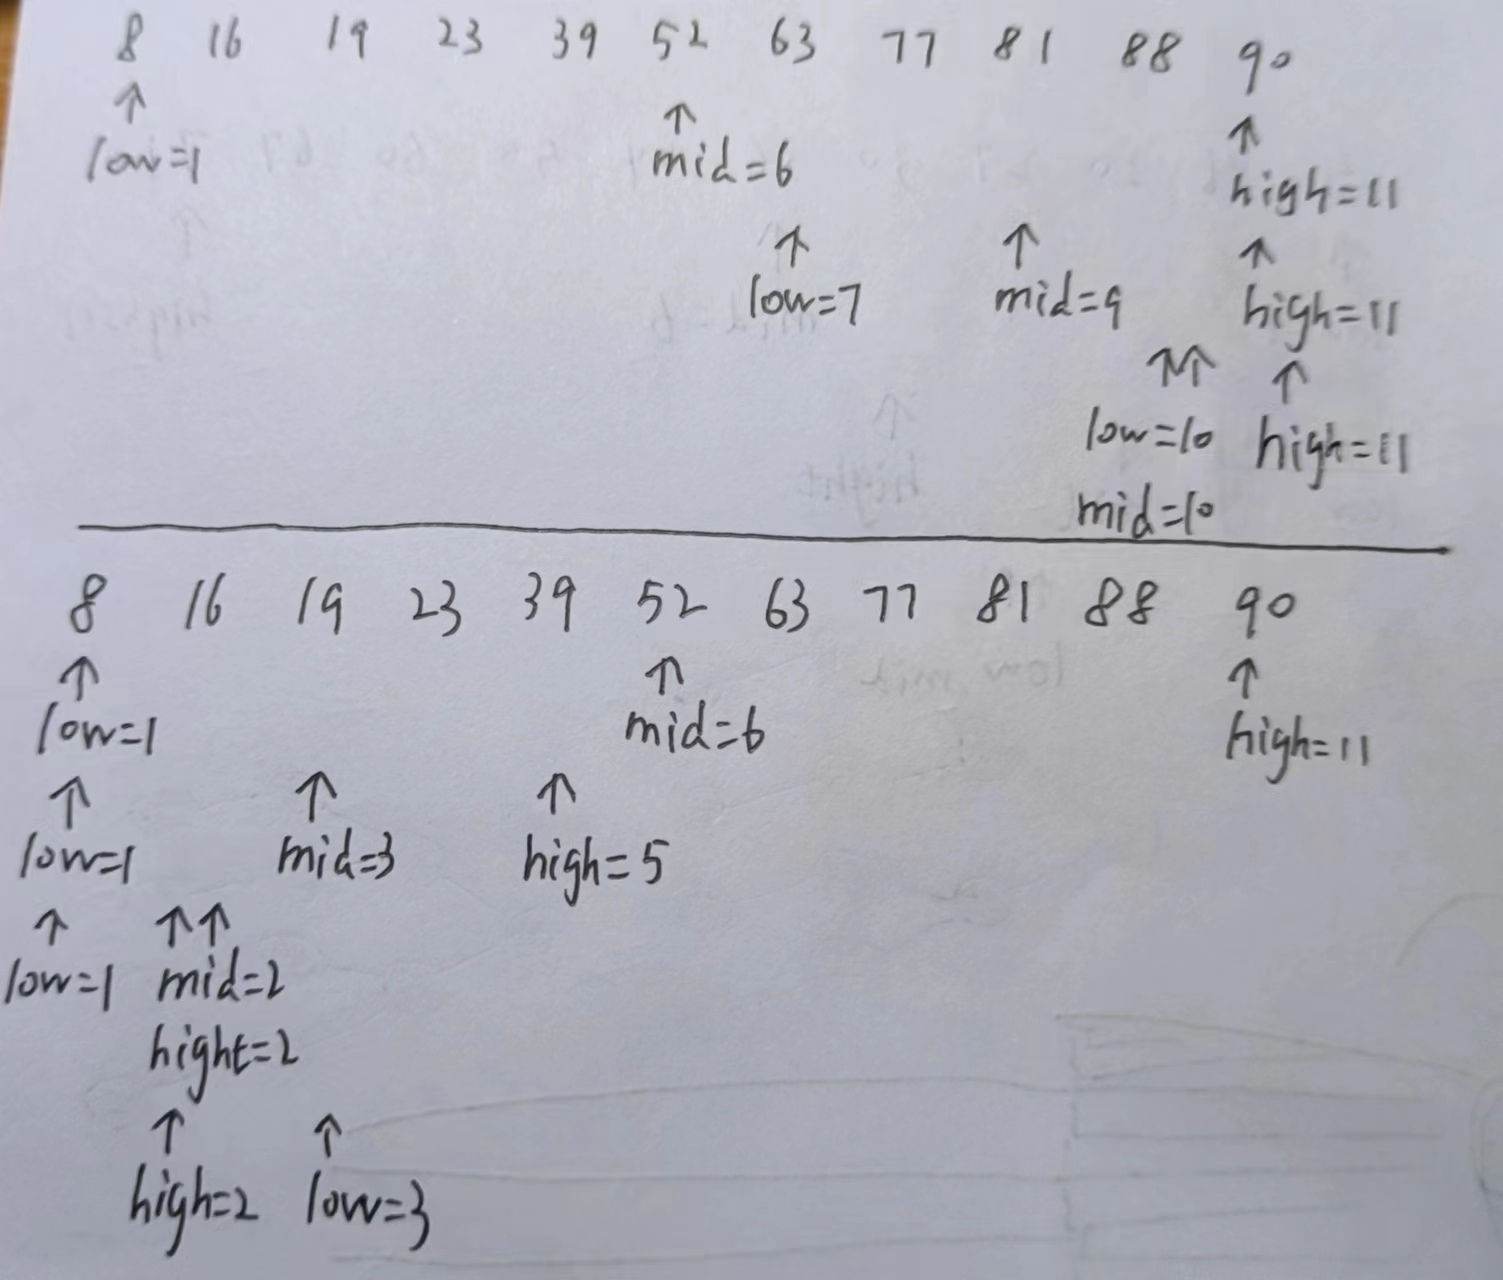 8 16 19 23 39 52 63 77 81 88 90
↑ ↑ ↑
low=1 mid=6 high=11
↑ ↑ ↑
low=7 mid=9 high=11
↑↑ ↑
low=10 high=11
mid=10
8 16 19 23 39 52 63 77 81 88 90
↑ ↑ ↑
low=1 mid=6 high=11
↑ ↑ ↑
low=1 mid=3 high=5
↑ ↑↑
low=1 mid=2
hight=2
↑ ↑
high=2 low=3